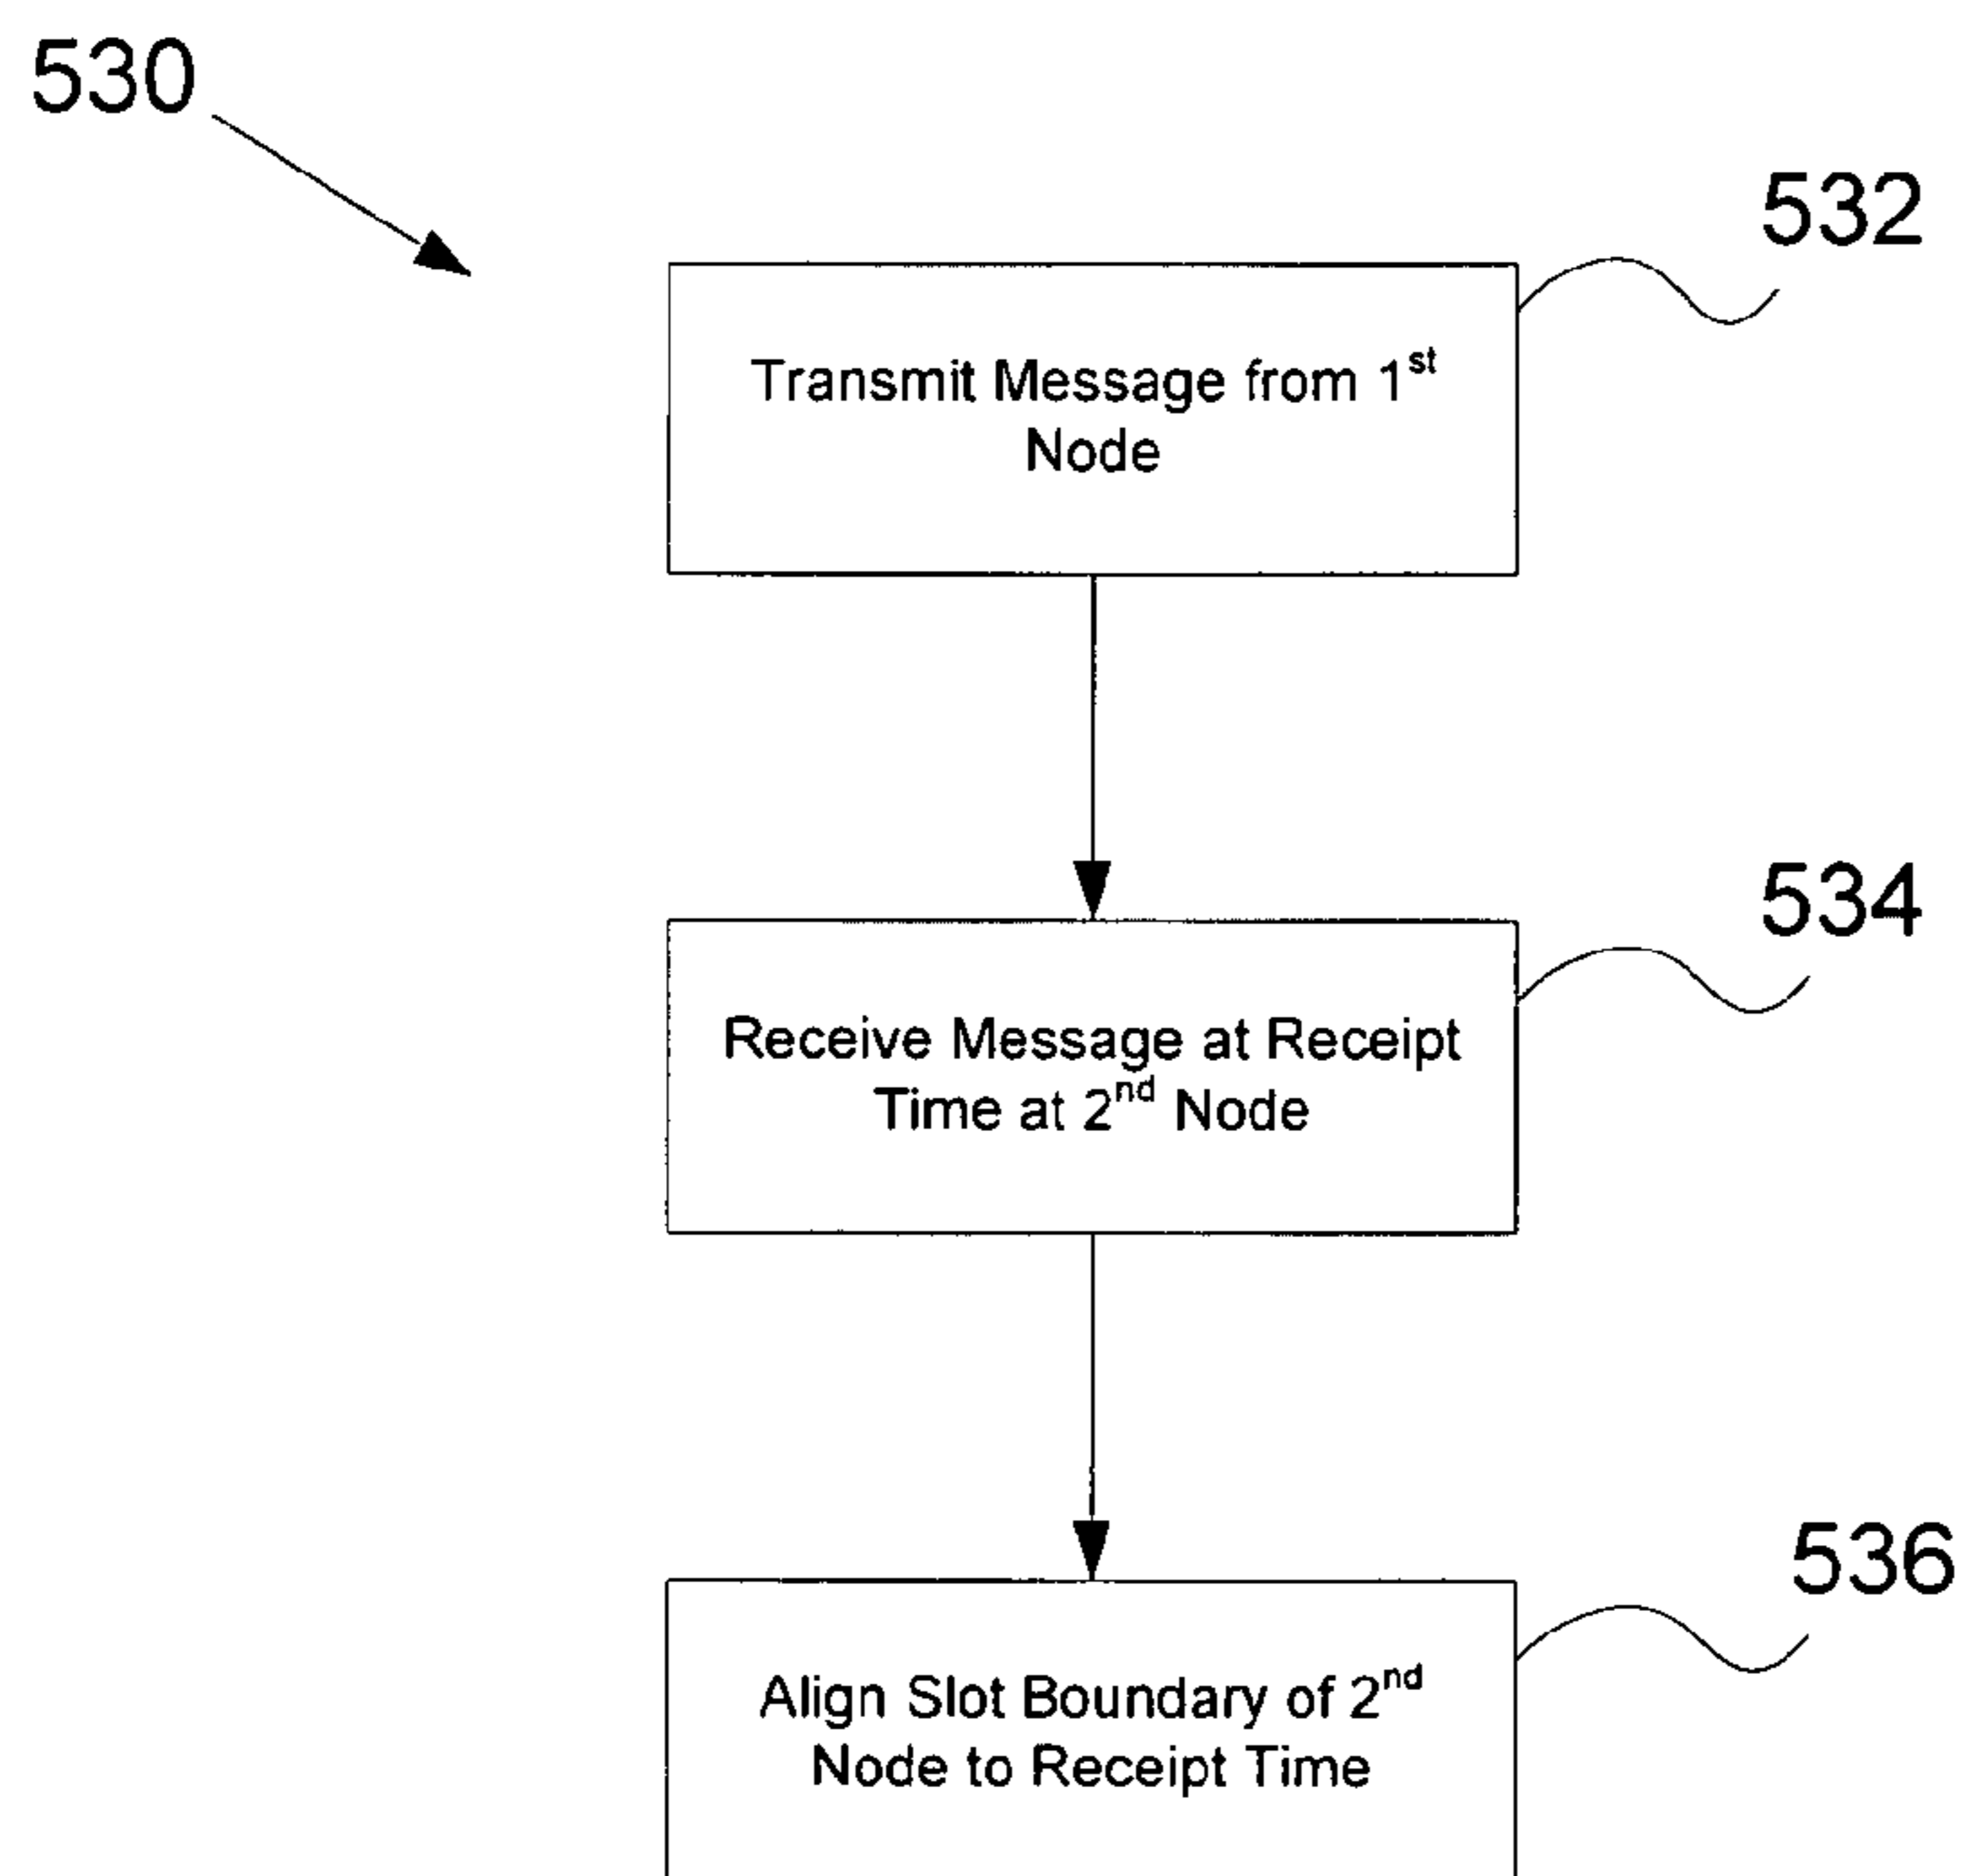 530
532
Transmit Message from 1st
Node
534
Receive Message at Receipt
Time at 2nd Node
536
Align Slot Boundary of 2nd
Node to Receipt Time